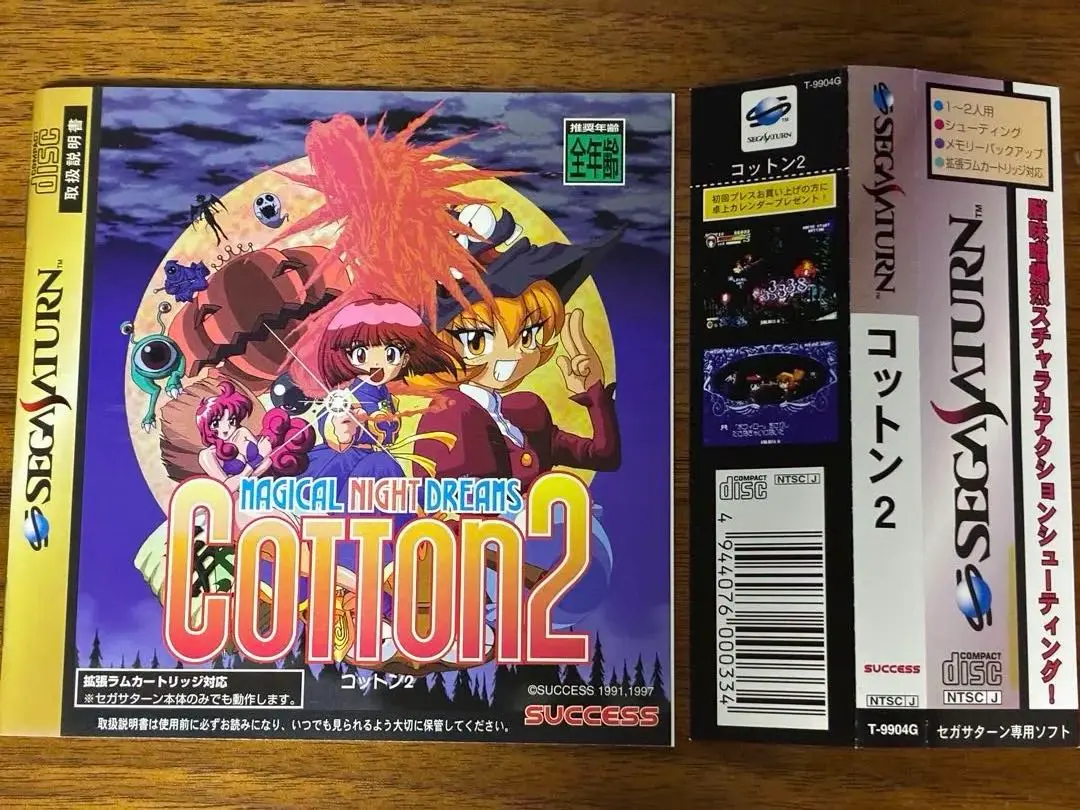 COMPACT
disc
取扱説明書
SEGA SATURN™
推奨年齢
全年齢
MAGICAL NIGHT DREAMS
COTTON2
コットン2
拡張ラムカートリッジ対応
※セガサターン本体のみでも動作します。
©SUCCESS 1991,1997
SUCCESS
取扱説明書は使用前に必ずお読みになり、いつでも見られるよう大切に保管してください。
T-9904G
SEGA SATURN™
コットン2
初回プレスお買い上げの方に
卓上カレンダープレゼント!
COMPACT
disc
NTSC J
4 944076 000334
SEGA SATURN™
コットン2
SUCCESS
NTSC J
T-9904G
1〜2人用
シューティング
メモリーバックアップ
拡張ラムカートリッジ対応
SEGA SATURN™
スチャラカアクションシューティング!
COMPACT
disc
NTSC J
セガサターン専用ソフト